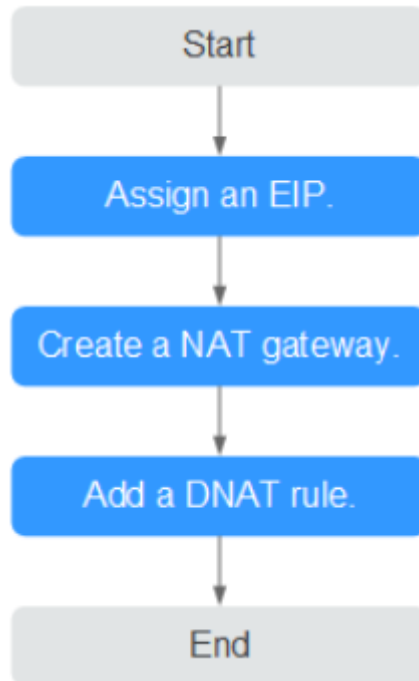 Start
Assign an EIP.
Create a NAT gateway.
Add a DNAT rule.
End